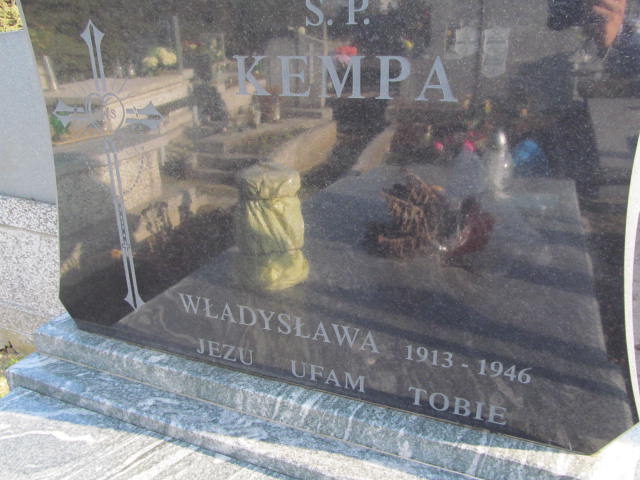 Ś. P.
KEMPA
WŁADYSŁAWA 1913 - 1946
JEZU UFAM TOBIE